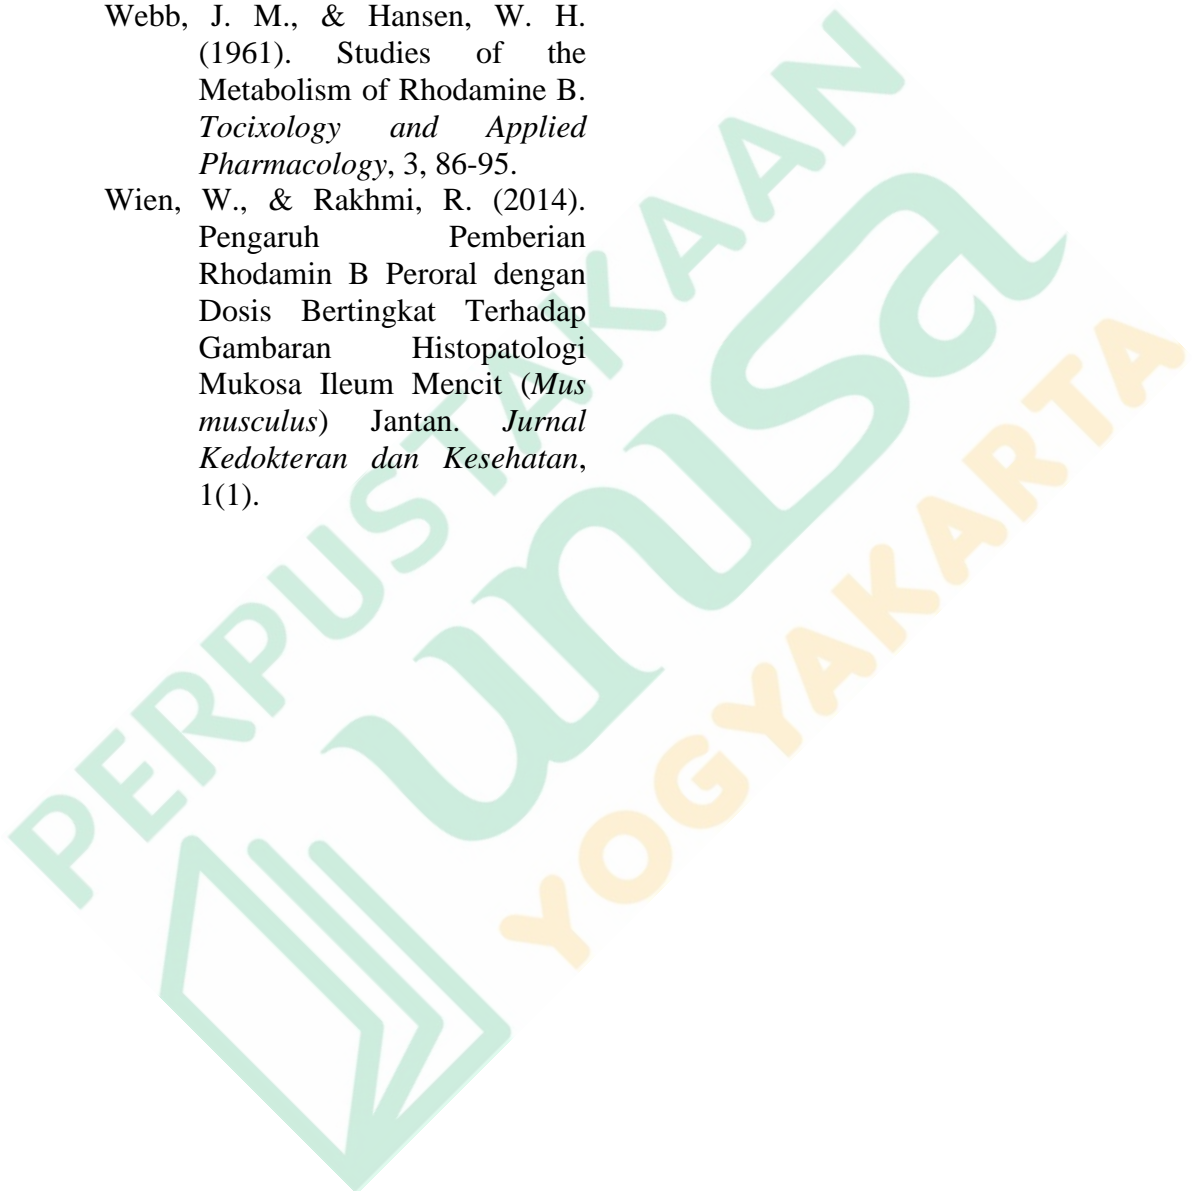 Webb, J. M., & Hansen, W. H.
(1961). Studies of the
Metabolism of Rhodamine B.
Tocixology and Applied
Pharmacology, 3, 86-95.
Wien, W., & Rakhmi, R. (2014).
Pengaruh Pemberian
Rhodamin B Peroral dengan
Dosis Bertingkat Terhadap
Gambaran Histopatologi
Mukosa Ileum Mencit (Mus
musculus) Jantan. Jurnal
Kedokteran dan Kesehatan,
1(1).
PERPUSTAKAAN
unisa
YOGYAKARTA